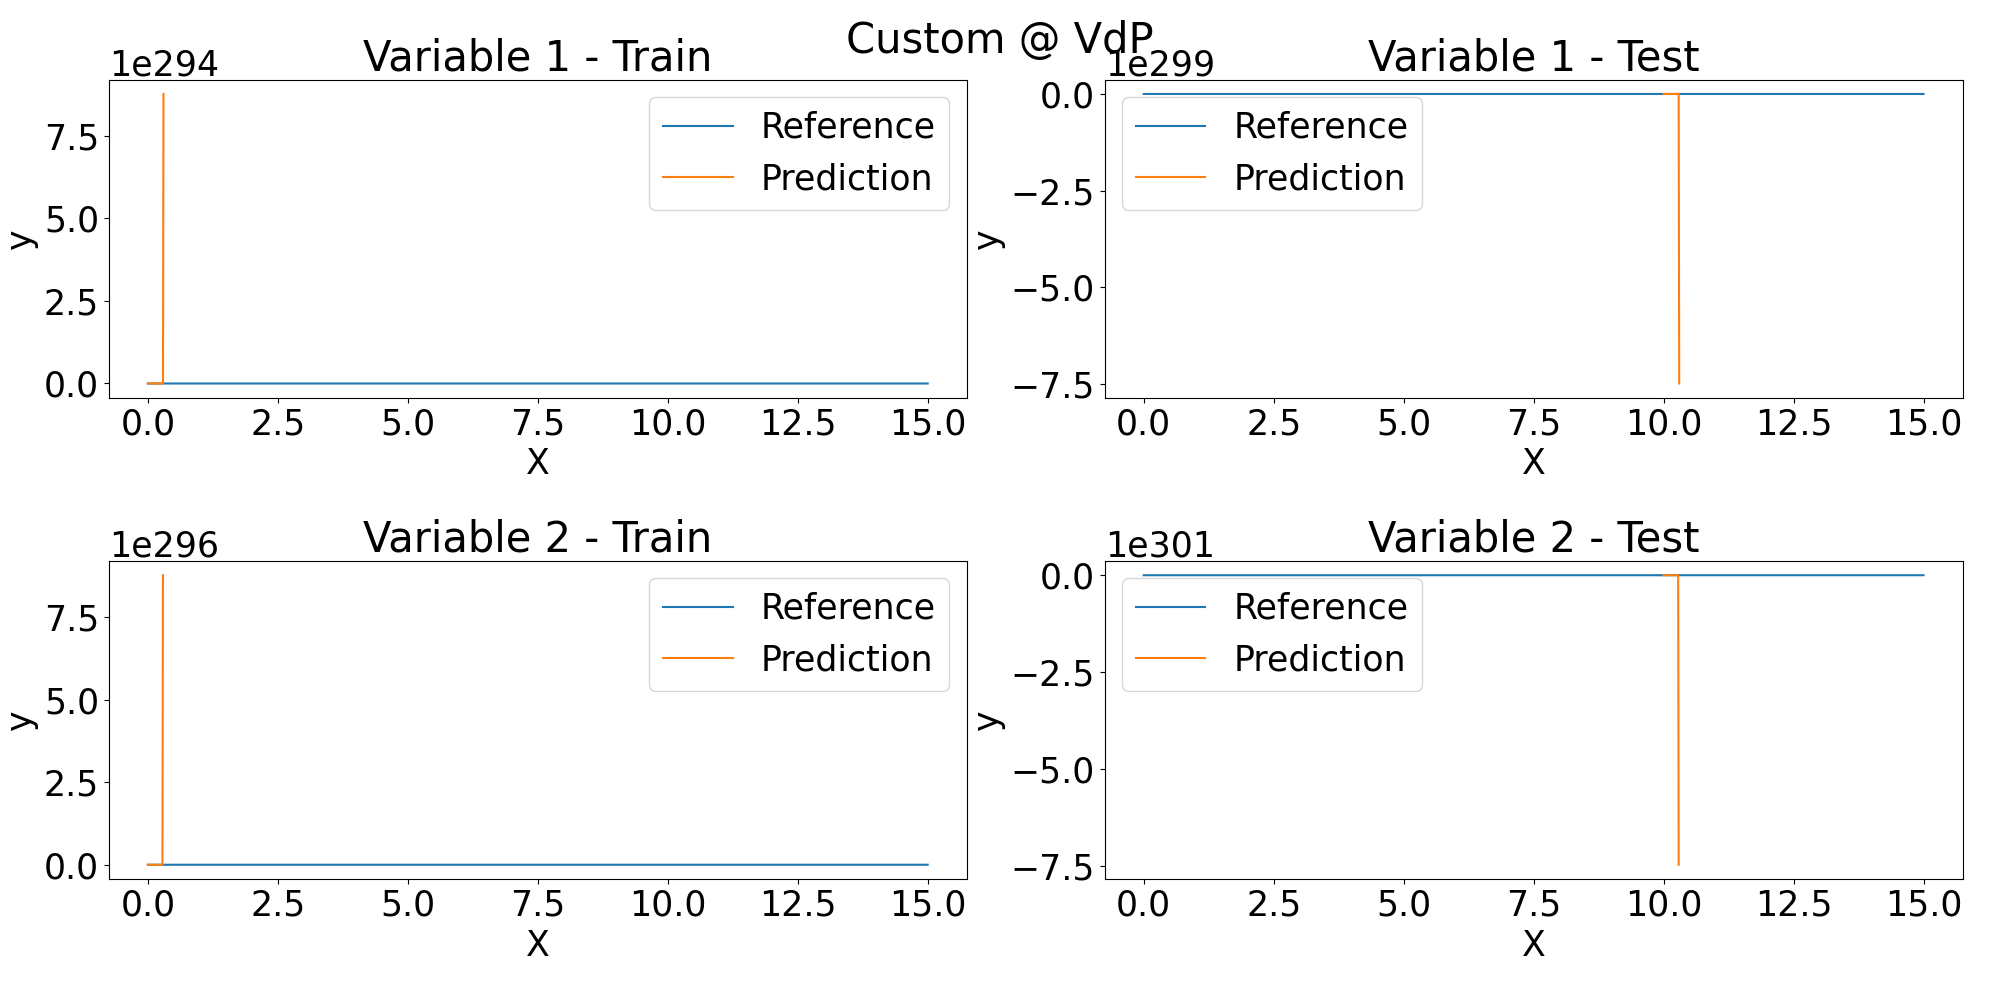 Custom @ VdP
Variable 1 - Train
1e294
7.5
5.0
2.5
0.0
y
Reference
Prediction
0.0 2.5 5.0 7.5 10.0 12.5 15.0
X
Variable 1 - Test
1e299
0.0
−2.5
−5.0
−7.5
y
Reference
Prediction
0.0 2.5 5.0 7.5 10.0 12.5 15.0
X
Variable 2 - Train
1e296
7.5
5.0
2.5
0.0
y
Reference
Prediction
0.0 2.5 5.0 7.5 10.0 12.5 15.0
X
Variable 2 - Test
1e301
0.0
−2.5
−5.0
−7.5
y
Reference
Prediction
0.0 2.5 5.0 7.5 10.0 12.5 15.0
X